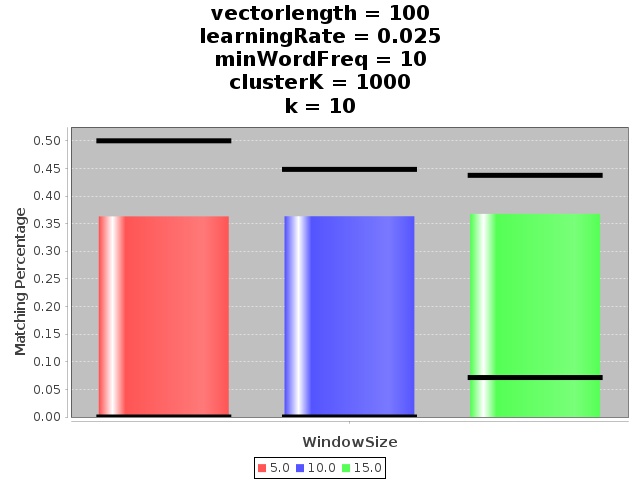 vectorlength = 100
learningRate = 0.025
minWordFreq = 10
clusterK = 1000
k = 10
Matching Percentage
0.50
0.45
0.40
0.35
0.30
0.25
0.20
0.15
0.10
0.05
0.00
WindowSize
5.0 10.0 15.0